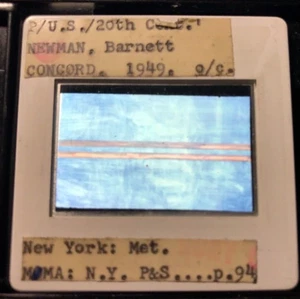 P/U.S./20th Cent.
NEWMAN, Barnett
CONCORD. 1949. o/c.
New York: Met.
MOMA: N.Y. P&S....p.94